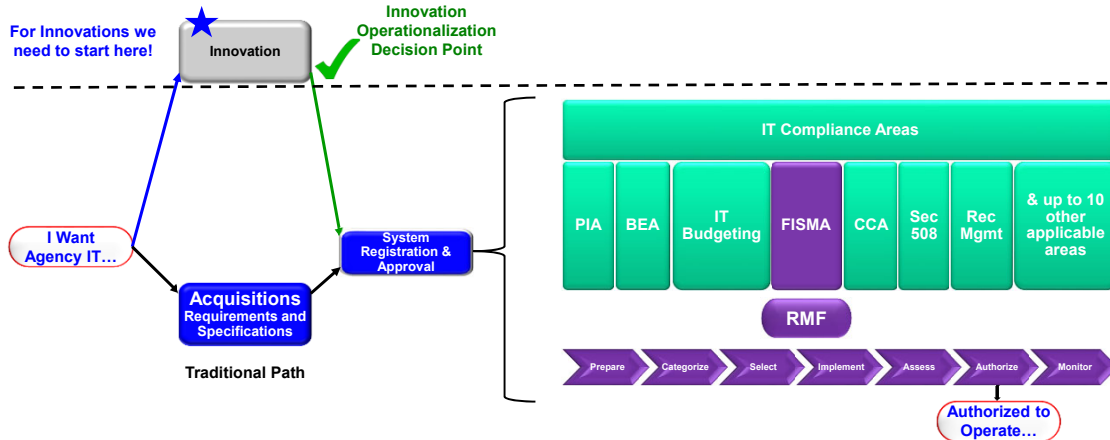 For Innovations we
need to start here!
Innovation
Innovation
Operationalization
Decision Point
I Want
Agency IT…
Acquisitions
Requirements and
Specifications
Traditional Path
System
Registration &
Approval
IT Compliance Areas
PIA
BEA
IT
Budgeting
FISMA
CCA
Sec
508
Rec
Mgmt
& up to 10
other
applicable
areas
RMF
Prepare
Categorize
Select
Implement
Assess
Authorize
Monitor
Authorized to
Operate…